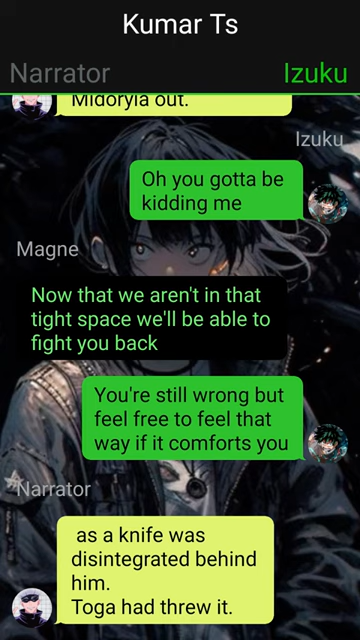 Kumar Ts
Narrator Izuku
Midoryia out.
Izuku
Oh you gotta be
kidding me
Magne
Now that we aren't in that
tight space we'll be able to
fight you back
You're still wrong but
feel free to feel that
way if it comforts you
Narrator
as a knife was
disintegrated behind
him.
Toga had threw it.